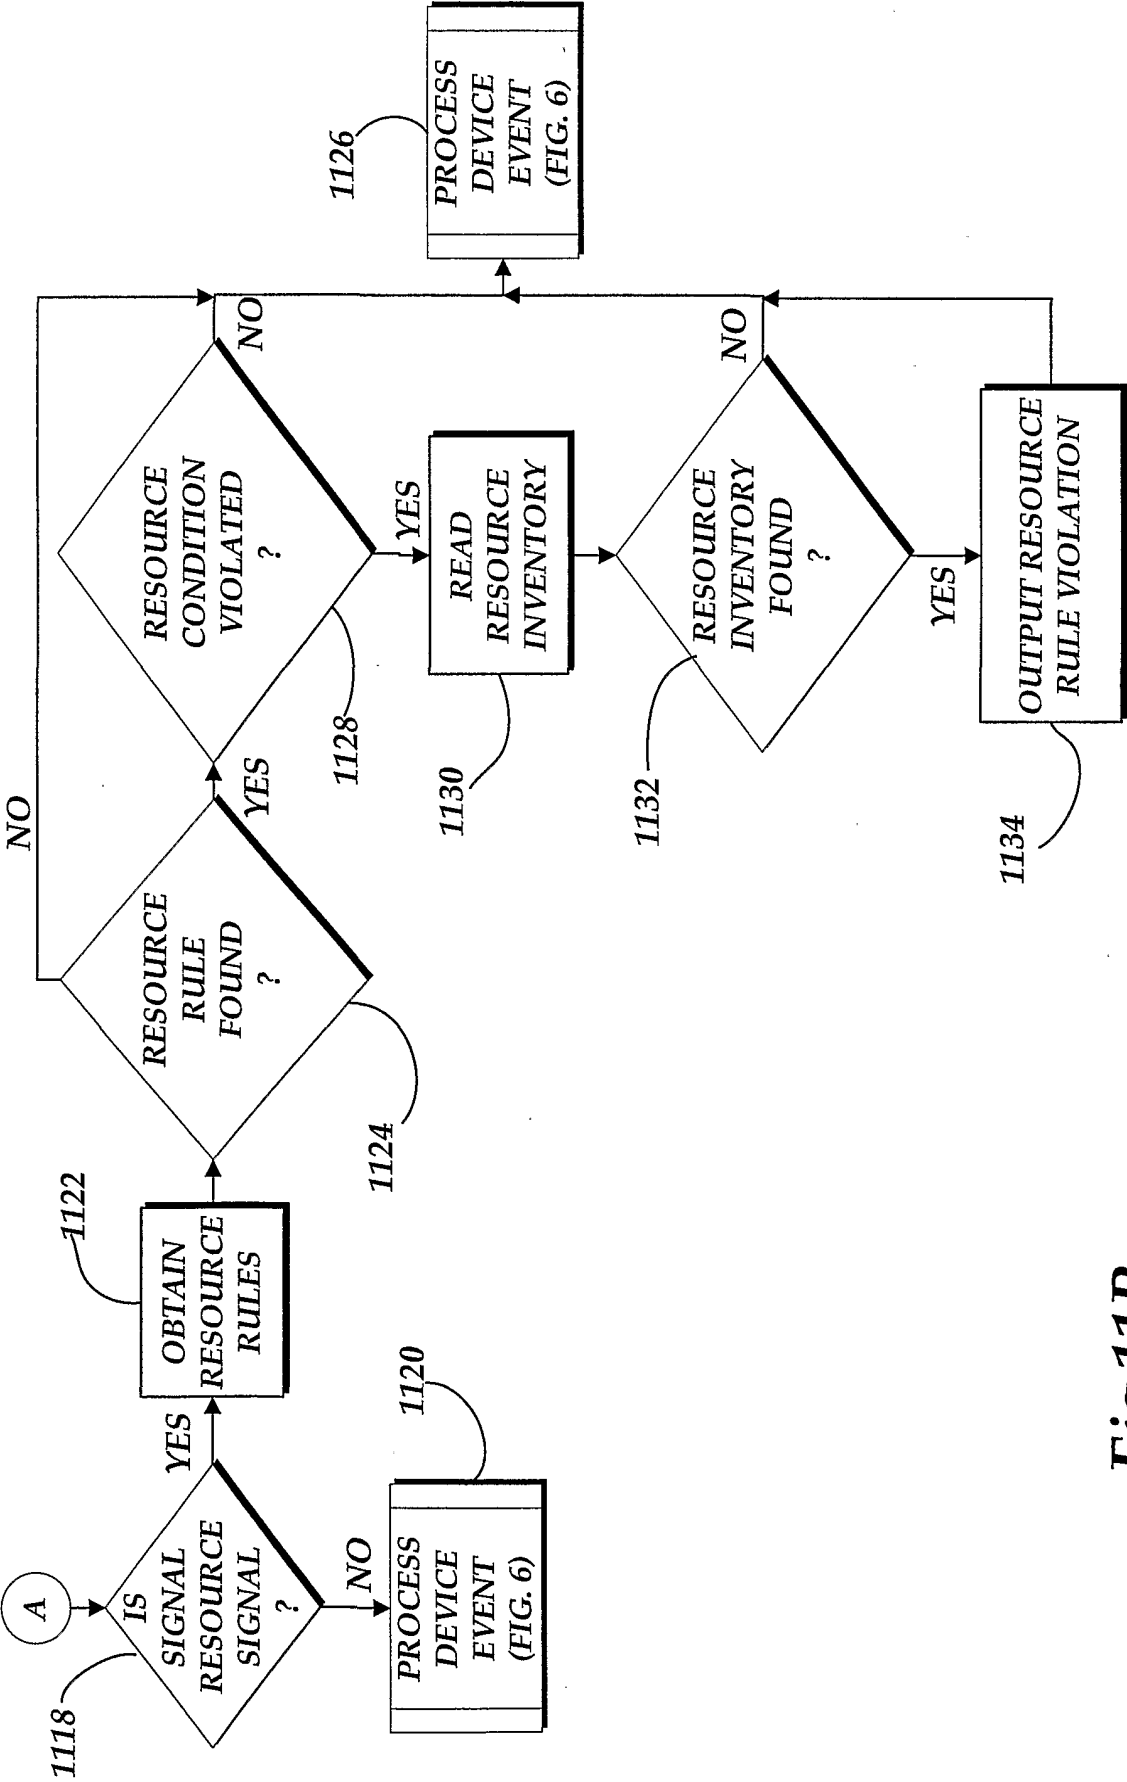 A
1118
IS
SIGNAL
RESOURCE
SIGNAL
?
YES
NO
1120
PROCESS
DEVICE
EVENT
(FIG. 6)
1122
OBTAIN
RESOURCE
RULES
1124
RESOURCE
RULE
FOUND
?
NO
YES
1128
RESOURCE
CONDITION
VIOLATED
?
NO
YES
1126
PROCESS
DEVICE
EVENT
(FIG. 6)
1130
READ
RESOURCE
INVENTORY
1132
RESOURCE
INVENTORY
FOUND
?
NO
YES
1134
OUTPUT RESOURCE
RULE VIOLATION